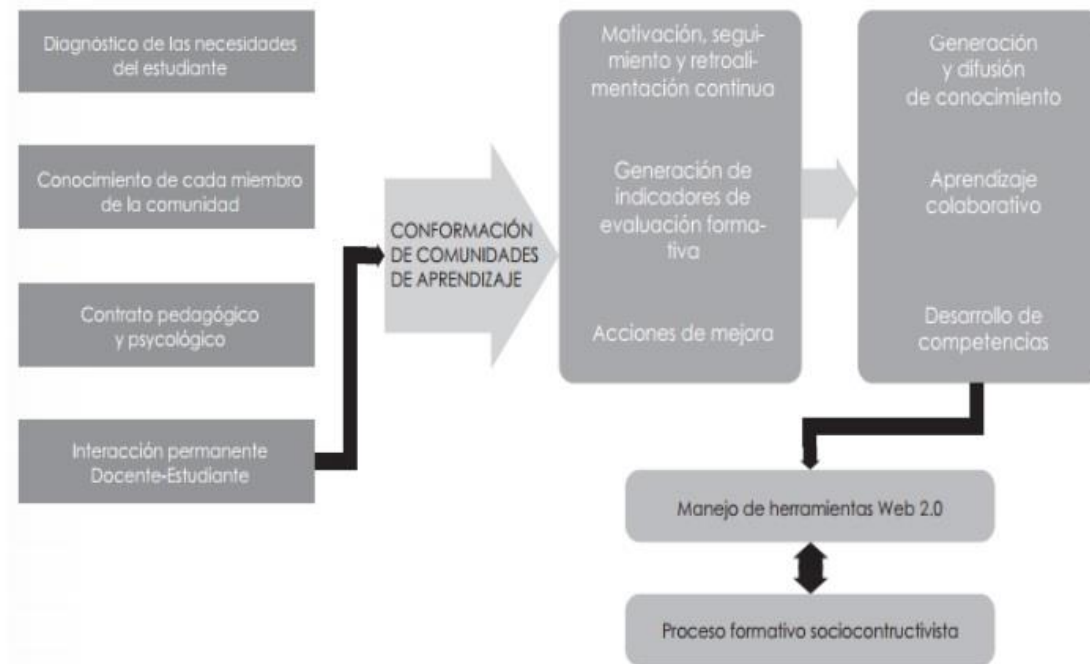 Diagnóstico de las necesidades
del estudiante
Conocimiento de cada miembro
de la comunidad
Contrato pedagógico
y psycológico
Interacción permanente
Docente-Estudiante
CONFORMACIÓN
DE COMUNIDADES
DE APRENDIZAJE
Motivación, segui-
miento y retroali-
mentación continua
Generación de
indicadores de
evaluación forma-
tiva
Acciones de mejora
Generación
y difusión
de conocimiento
Aprendizaje
colaborativo
Desarrollo de
competencias
Manejo de herramientas Web 2.0
Proceso formativo sociocontructivista